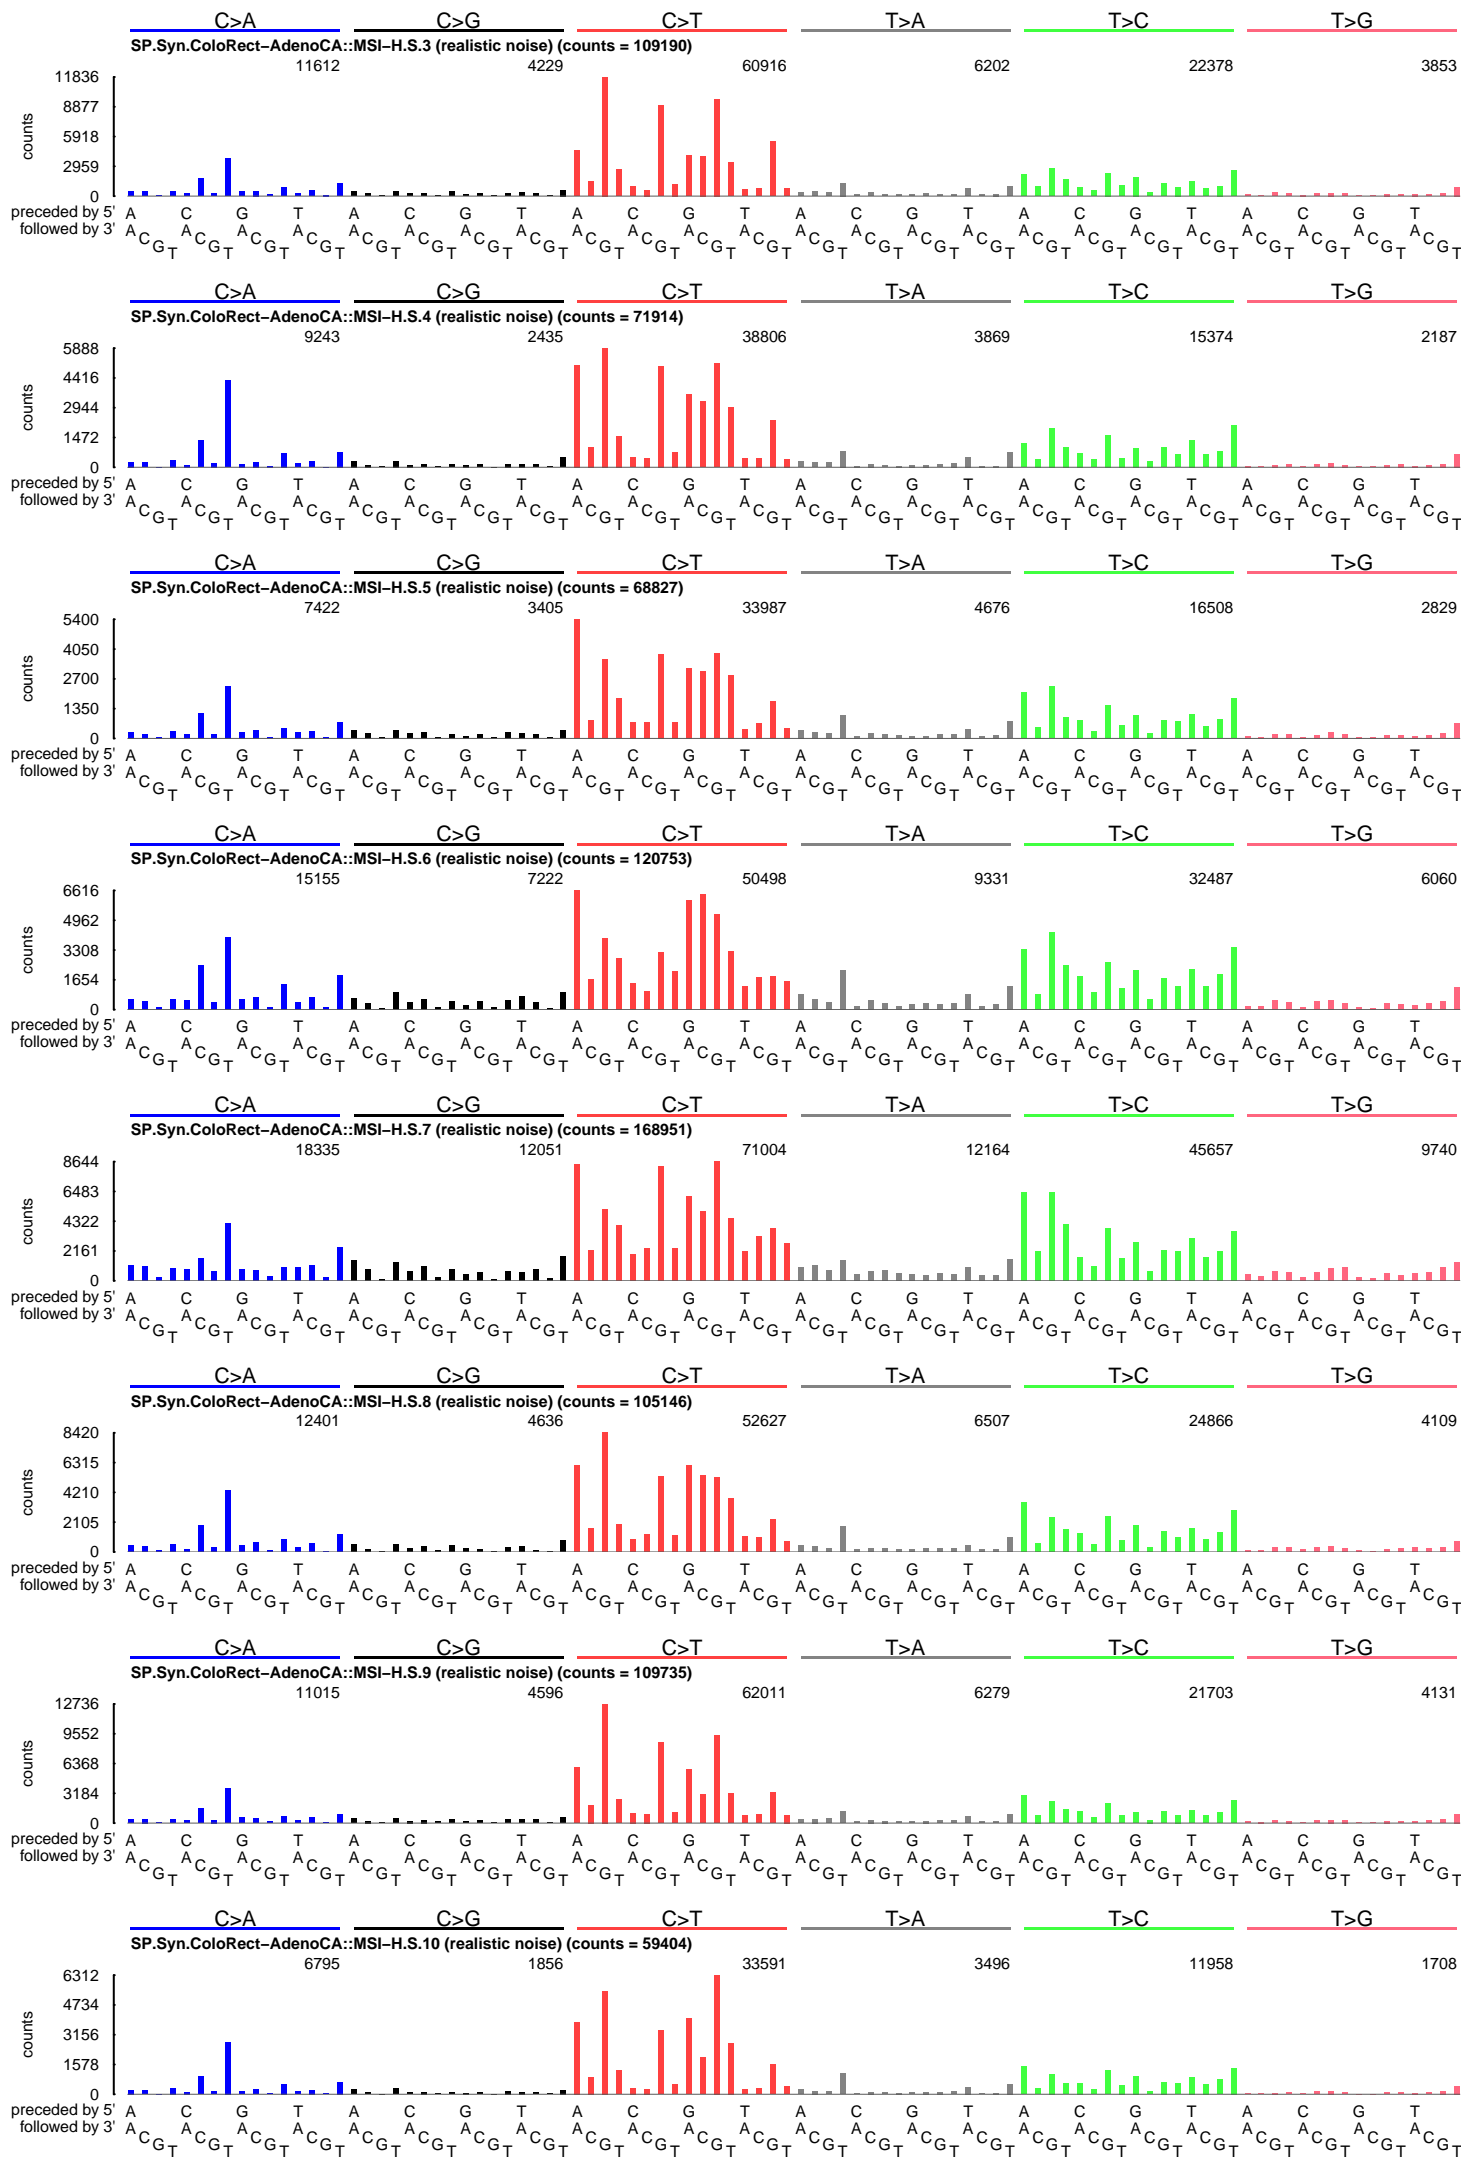 C>A C>G C>T T>A T>C T>G
SP.Syn.ColoRect−AdenoCA::MSI−H.S.3 (realistic noise) (counts = 109190)
11612 4229 60916 6202 22378 3853
11836
8877
5918
2959
0
counts
preceded by 5' A C G T A C G T A C G T A C G T A C G T A C G T
followed by 3' A C G T A C G T A C G T A C G T A C G T A C G T A C G T A C G T A C G T A C G T A C G T A C G T A C G T A C G T A C G T A C G T A C G T A C G T A C G T A C G T A C G T A C G T A C G T A C G T
C>A C>G C>T T>A T>C T>G
SP.Syn.ColoRect−AdenoCA::MSI−H.S.4 (realistic noise) (counts = 71914)
9243 2435 38806 3869 15374 2187
5888
4416
2944
1472
0
counts
preceded by 5' A C G T A C G T A C G T A C G T A C G T A C G T
followed by 3' A C G T A C G T A C G T A C G T A C G T A C G T A C G T A C G T A C G T A C G T A C G T A C G T A C G T A C G T A C G T A C G T A C G T A C G T A C G T A C G T A C G T A C G T A C G T A C G T
C>A C>G C>T T>A T>C T>G
SP.Syn.ColoRect−AdenoCA::MSI−H.S.5 (realistic noise) (counts = 68827)
7422 3405 33987 4676 16508 2829
5400
4050
2700
1350
0
counts
preceded by 5' A C G T A C G T A C G T A C G T A C G T A C G T
followed by 3' A C G T A C G T A C G T A C G T A C G T A C G T A C G T A C G T A C G T A C G T A C G T A C G T A C G T A C G T A C G T A C G T A C G T A C G T A C G T A C G T A C G T A C G T A C G T A C G T
C>A C>G C>T T>A T>C T>G
SP.Syn.ColoRect−AdenoCA::MSI−H.S.6 (realistic noise) (counts = 120753)
15155 7222 50498 9331 32487 6060
6616
4962
3308
1654
0
counts
preceded by 5' A C G T A C G T A C G T A C G T A C G T A C G T
followed by 3' A C G T A C G T A C G T A C G T A C G T A C G T A C G T A C G T A C G T A C G T A C G T A C G T A C G T A C G T A C G T A C G T A C G T A C G T A C G T A C G T A C G T A C G T A C G T A C G T
C>A C>G C>T T>A T>C T>G
SP.Syn.ColoRect−AdenoCA::MSI−H.S.7 (realistic noise) (counts = 168951)
18335 12051 71004 12164 45657 9740
8644
6483
4322
2161
0
counts
preceded by 5' A C G T A C G T A C G T A C G T A C G T A C G T
followed by 3' A C G T A C G T A C G T A C G T A C G T A C G T A C G T A C G T A C G T A C G T A C G T A C G T A C G T A C G T A C G T A C G T A C G T A C G T A C G T A C G T A C G T A C G T A C G T A C G T
C>A C>G C>T T>A T>C T>G
SP.Syn.ColoRect−AdenoCA::MSI−H.S.8 (realistic noise) (counts = 105146)
12401 4636 52627 6507 24866 4109
8420
6315
4210
2105
0
counts
preceded by 5' A C G T A C G T A C G T A C G T A C G T A C G T
followed by 3' A C G T A C G T A C G T A C G T A C G T A C G T A C G T A C G T A C G T A C G T A C G T A C G T A C G T A C G T A C G T A C G T A C G T A C G T A C G T A C G T A C G T A C G T A C G T A C G T
C>A C>G C>T T>A T>C T>G
SP.Syn.ColoRect−AdenoCA::MSI−H.S.9 (realistic noise) (counts = 109735)
11015 4596 62011 6279 21703 4131
12736
9552
6368
3184
0
counts
preceded by 5' A C G T A C G T A C G T A C G T A C G T A C G T
followed by 3' A C G T A C G T A C G T A C G T A C G T A C G T A C G T A C G T A C G T A C G T A C G T A C G T A C G T A C G T A C G T A C G T A C G T A C G T A C G T A C G T A C G T A C G T A C G T A C G T
C>A C>G C>T T>A T>C T>G
SP.Syn.ColoRect−AdenoCA::MSI−H.S.10 (realistic noise) (counts = 59404)
6795 1856 33591 3496 11958 1708
6312
4734
3156
1578
0
counts
preceded by 5' A C G T A C G T A C G T A C G T A C G T A C G T
followed by 3' A C G T A C G T A C G T A C G T A C G T A C G T A C G T A C G T A C G T A C G T A C G T A C G T A C G T A C G T A C G T A C G T A C G T A C G T A C G T A C G T A C G T A C G T A C G T A C G T